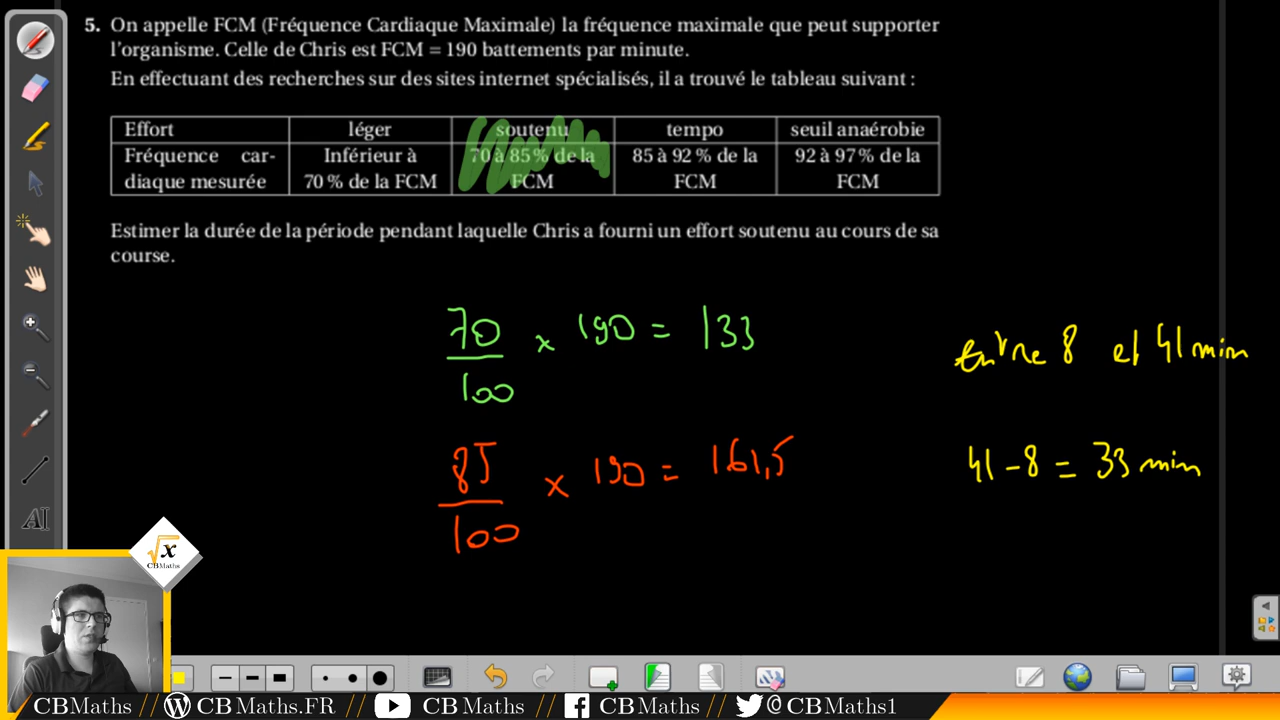 5. On appelle FCM (Fréquence Cardiaque Maximale) la fréquence maximale que peut supporter
l'organisme. Celle de Chris est FCM = 190 battements par minute.
En effectuant des recherches sur des sites internet spécialisés, il a trouvé le tableau suivant :
Effort léger soutenu tempo seuil anaérobie
Fréquence car- Inférieur à 70 à 85 % de la 85 à 92 % de la 92 à 97 % de la
diaque mesurée 70 % de la FCM FCM FCM FCM
Estimer la durée de la période pendant laquelle Chris a fourni un effort soutenu au cours de sa
course.
70/100 × 190 = 133
entre 8 et 41 min
85/100 × 190 = 161,5
41 - 8 = 33 min
√x
CBMaths
AI
CBMaths // CBMaths.FR // CBMaths // CBMaths // @CBMaths1